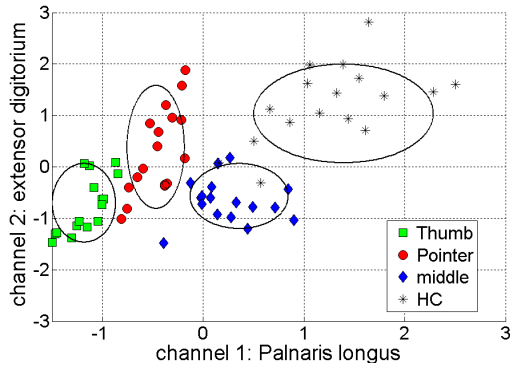 3
2
1
0
-1
-2
-3
channel 2: extensor digitorium
Thumb
Pointer
middle
HC
-1 0 1 2 3
channel 1: Palnaris longus